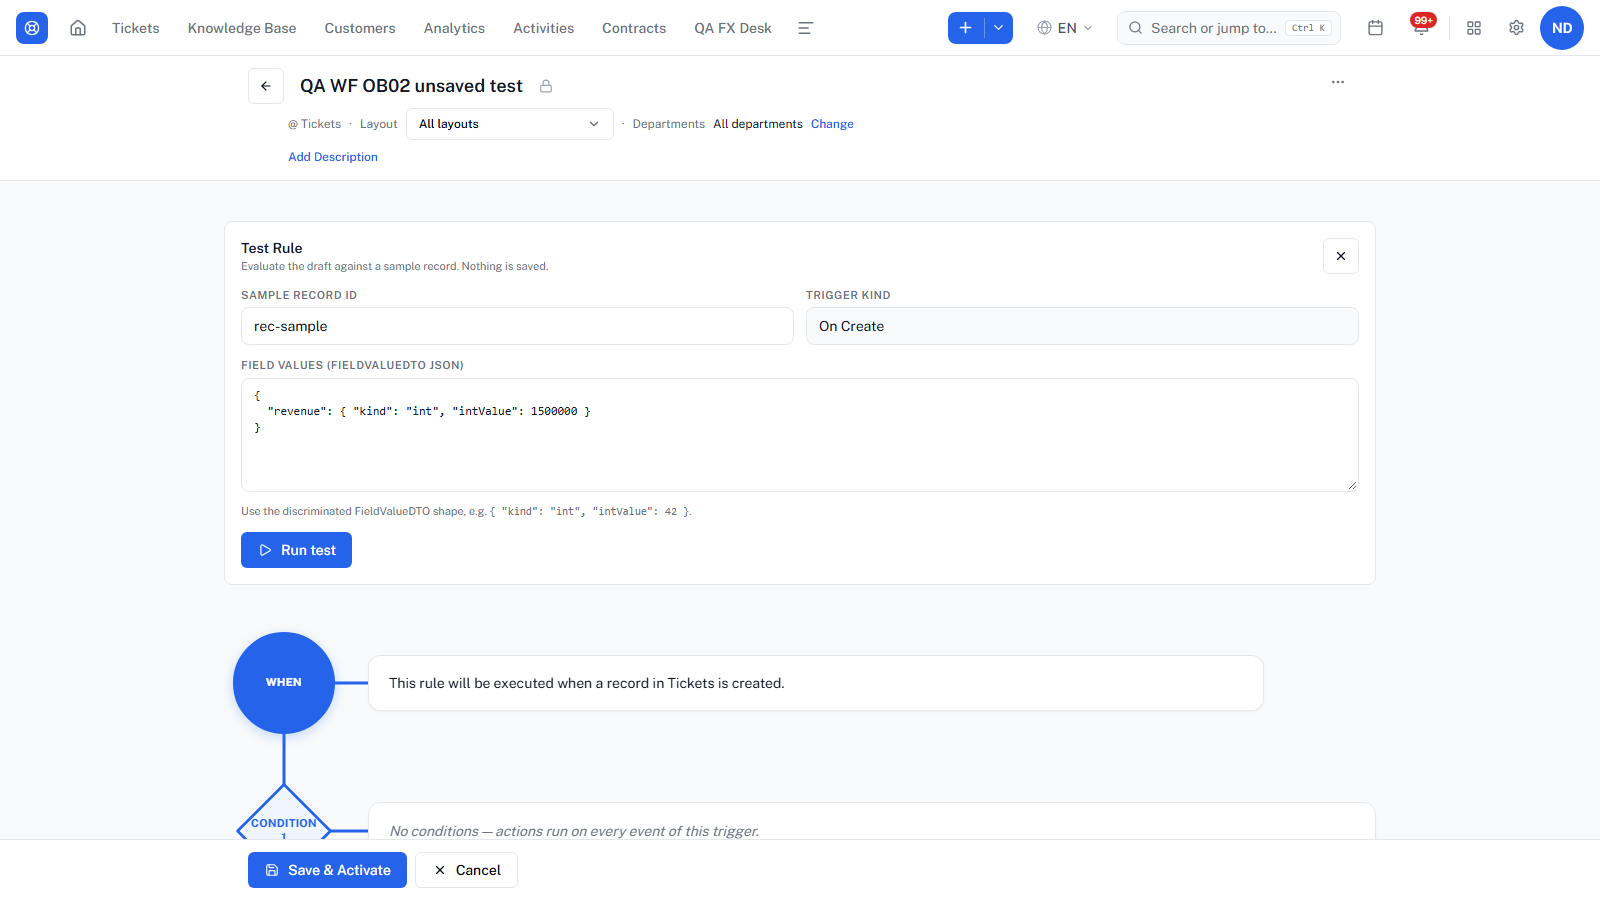 Tickets Knowledge Base Customers Analytics Activities Contracts QA FX Desk EN Search or jump to... Ctrl K 99+ ND
QA WF OB02 unsaved test
@ Tickets · Layout All layouts · Departments All departments Change
Add Description
Test Rule
Evaluate the draft against a sample record. Nothing is saved.
SAMPLE RECORD ID TRIGGER KIND
rec-sample On Create
FIELD VALUES (FIELDVALUEDTO JSON)
{
"revenue": { "kind": "int", "intValue": 1500000 }
}
Use the discriminated FieldValueDTO shape, e.g. { "kind": "int", "intValue": 42 }.
Run test
WHEN This rule will be executed when a record in Tickets is created.
CONDITION
1
No conditions — actions run on every event of this trigger.
Save & Activate Cancel